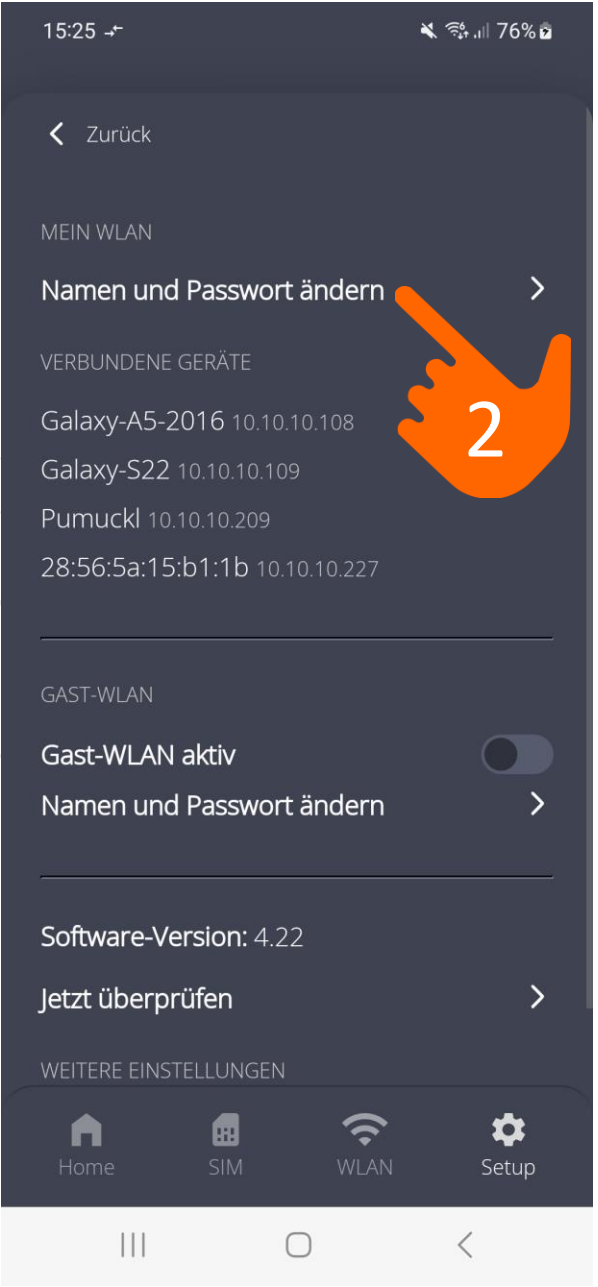 15:25 76%
Zurück
MEIN WLAN
Namen und Passwort ändern
VERBUNDENE GERÄTE
Galaxy-A5-2016 10.10.10.108
Galaxy-S22 10.10.10.109
2
Pumuckl 10.10.10.209
28:56:5a:15:b1:1b 10.10.10.227
GAST-WLAN
Gast-WLAN aktiv
Namen und Passwort ändern
Software-Version: 4.22
Jetzt überprüfen
WEITERE EINSTELLUNGEN
Home SIM WLAN Setup